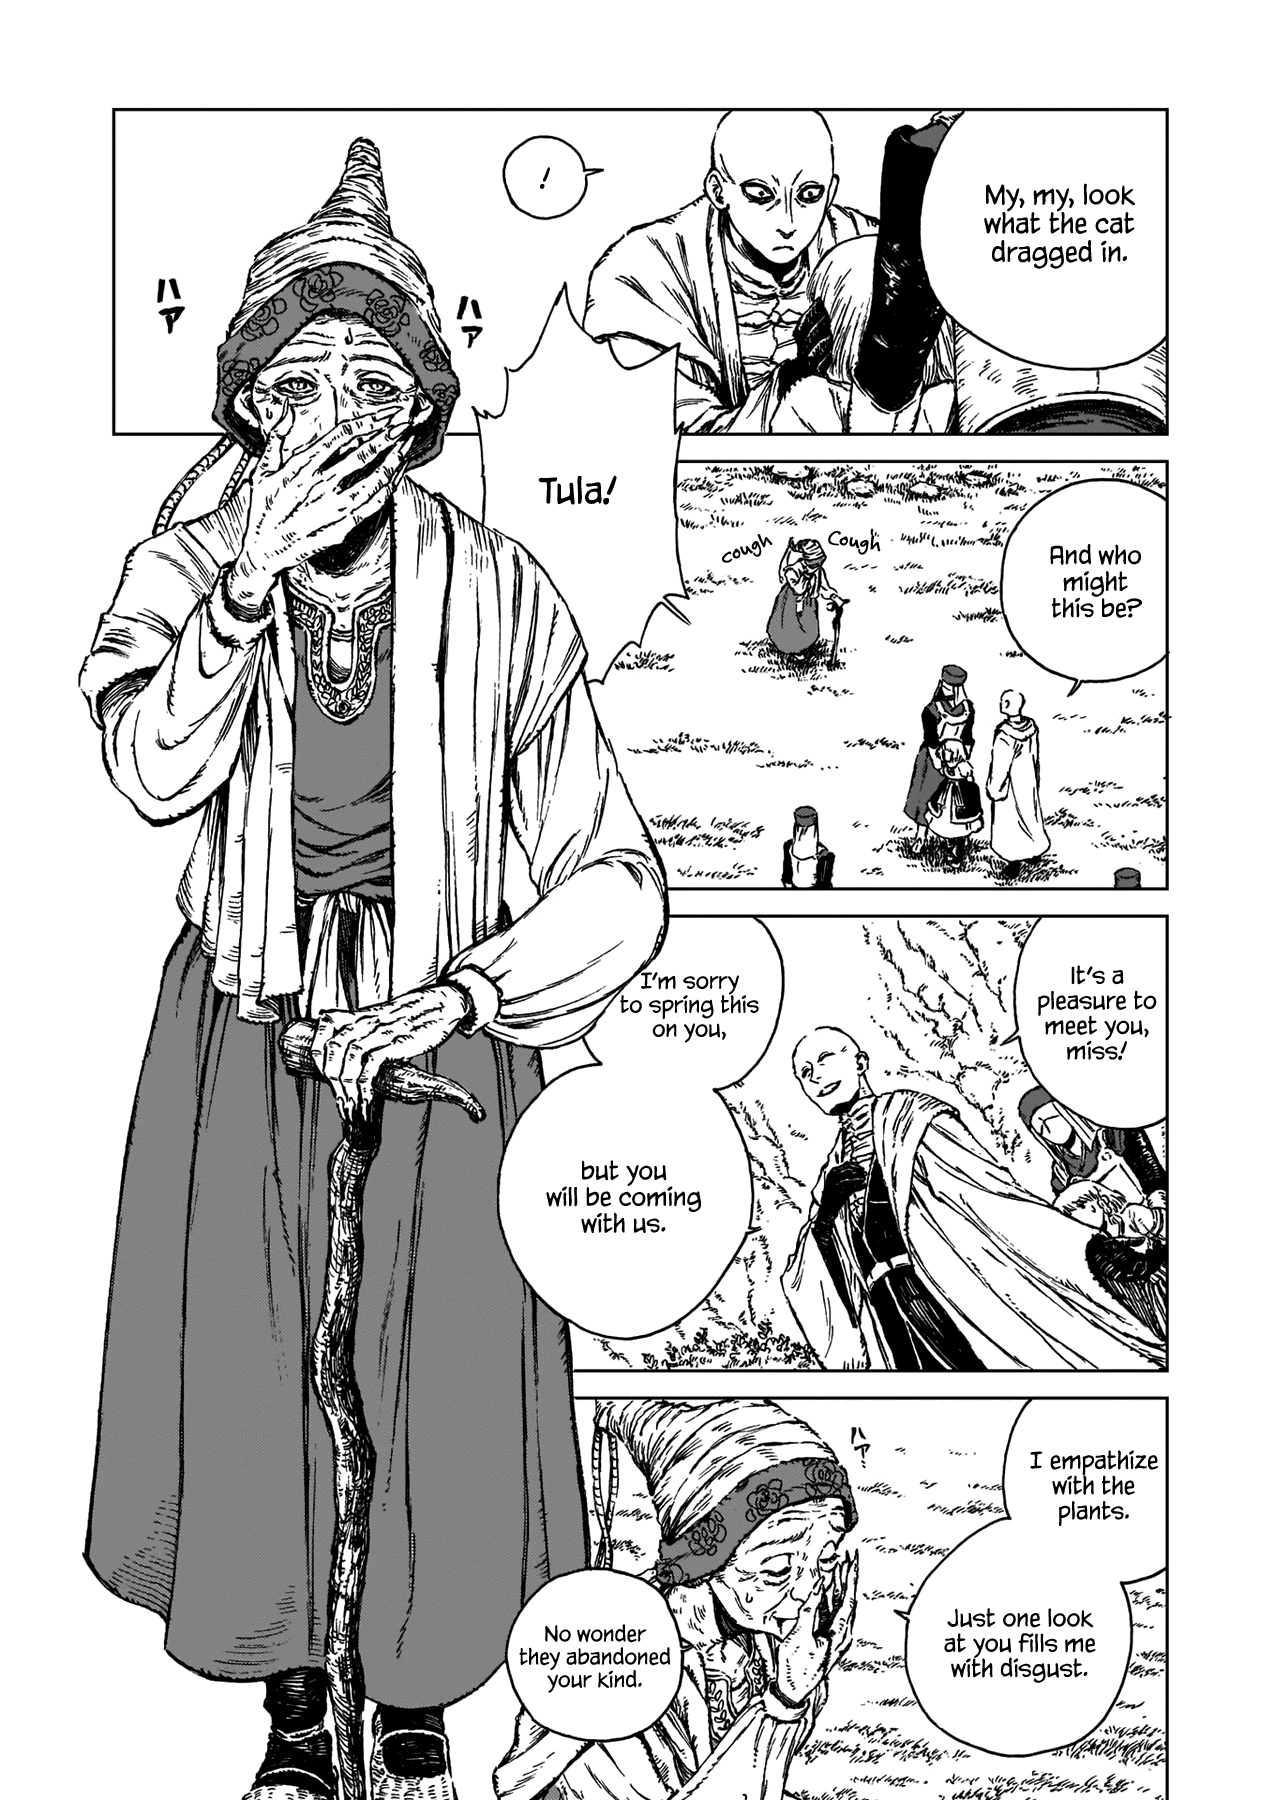 My, my, look
what the cat
dragged in.
!
ハァ
ハァ
Tula!
And who
might
this be?
Cough
cough
It's a
pleasure to
meet you,
miss!
I'm sorry
to spring this
on you,
but you
will be coming
with us.
I empathize
with the
plants.
ハァ
Just one look
at you fills me
with disgust.
No wonder
they abandoned
your kind.